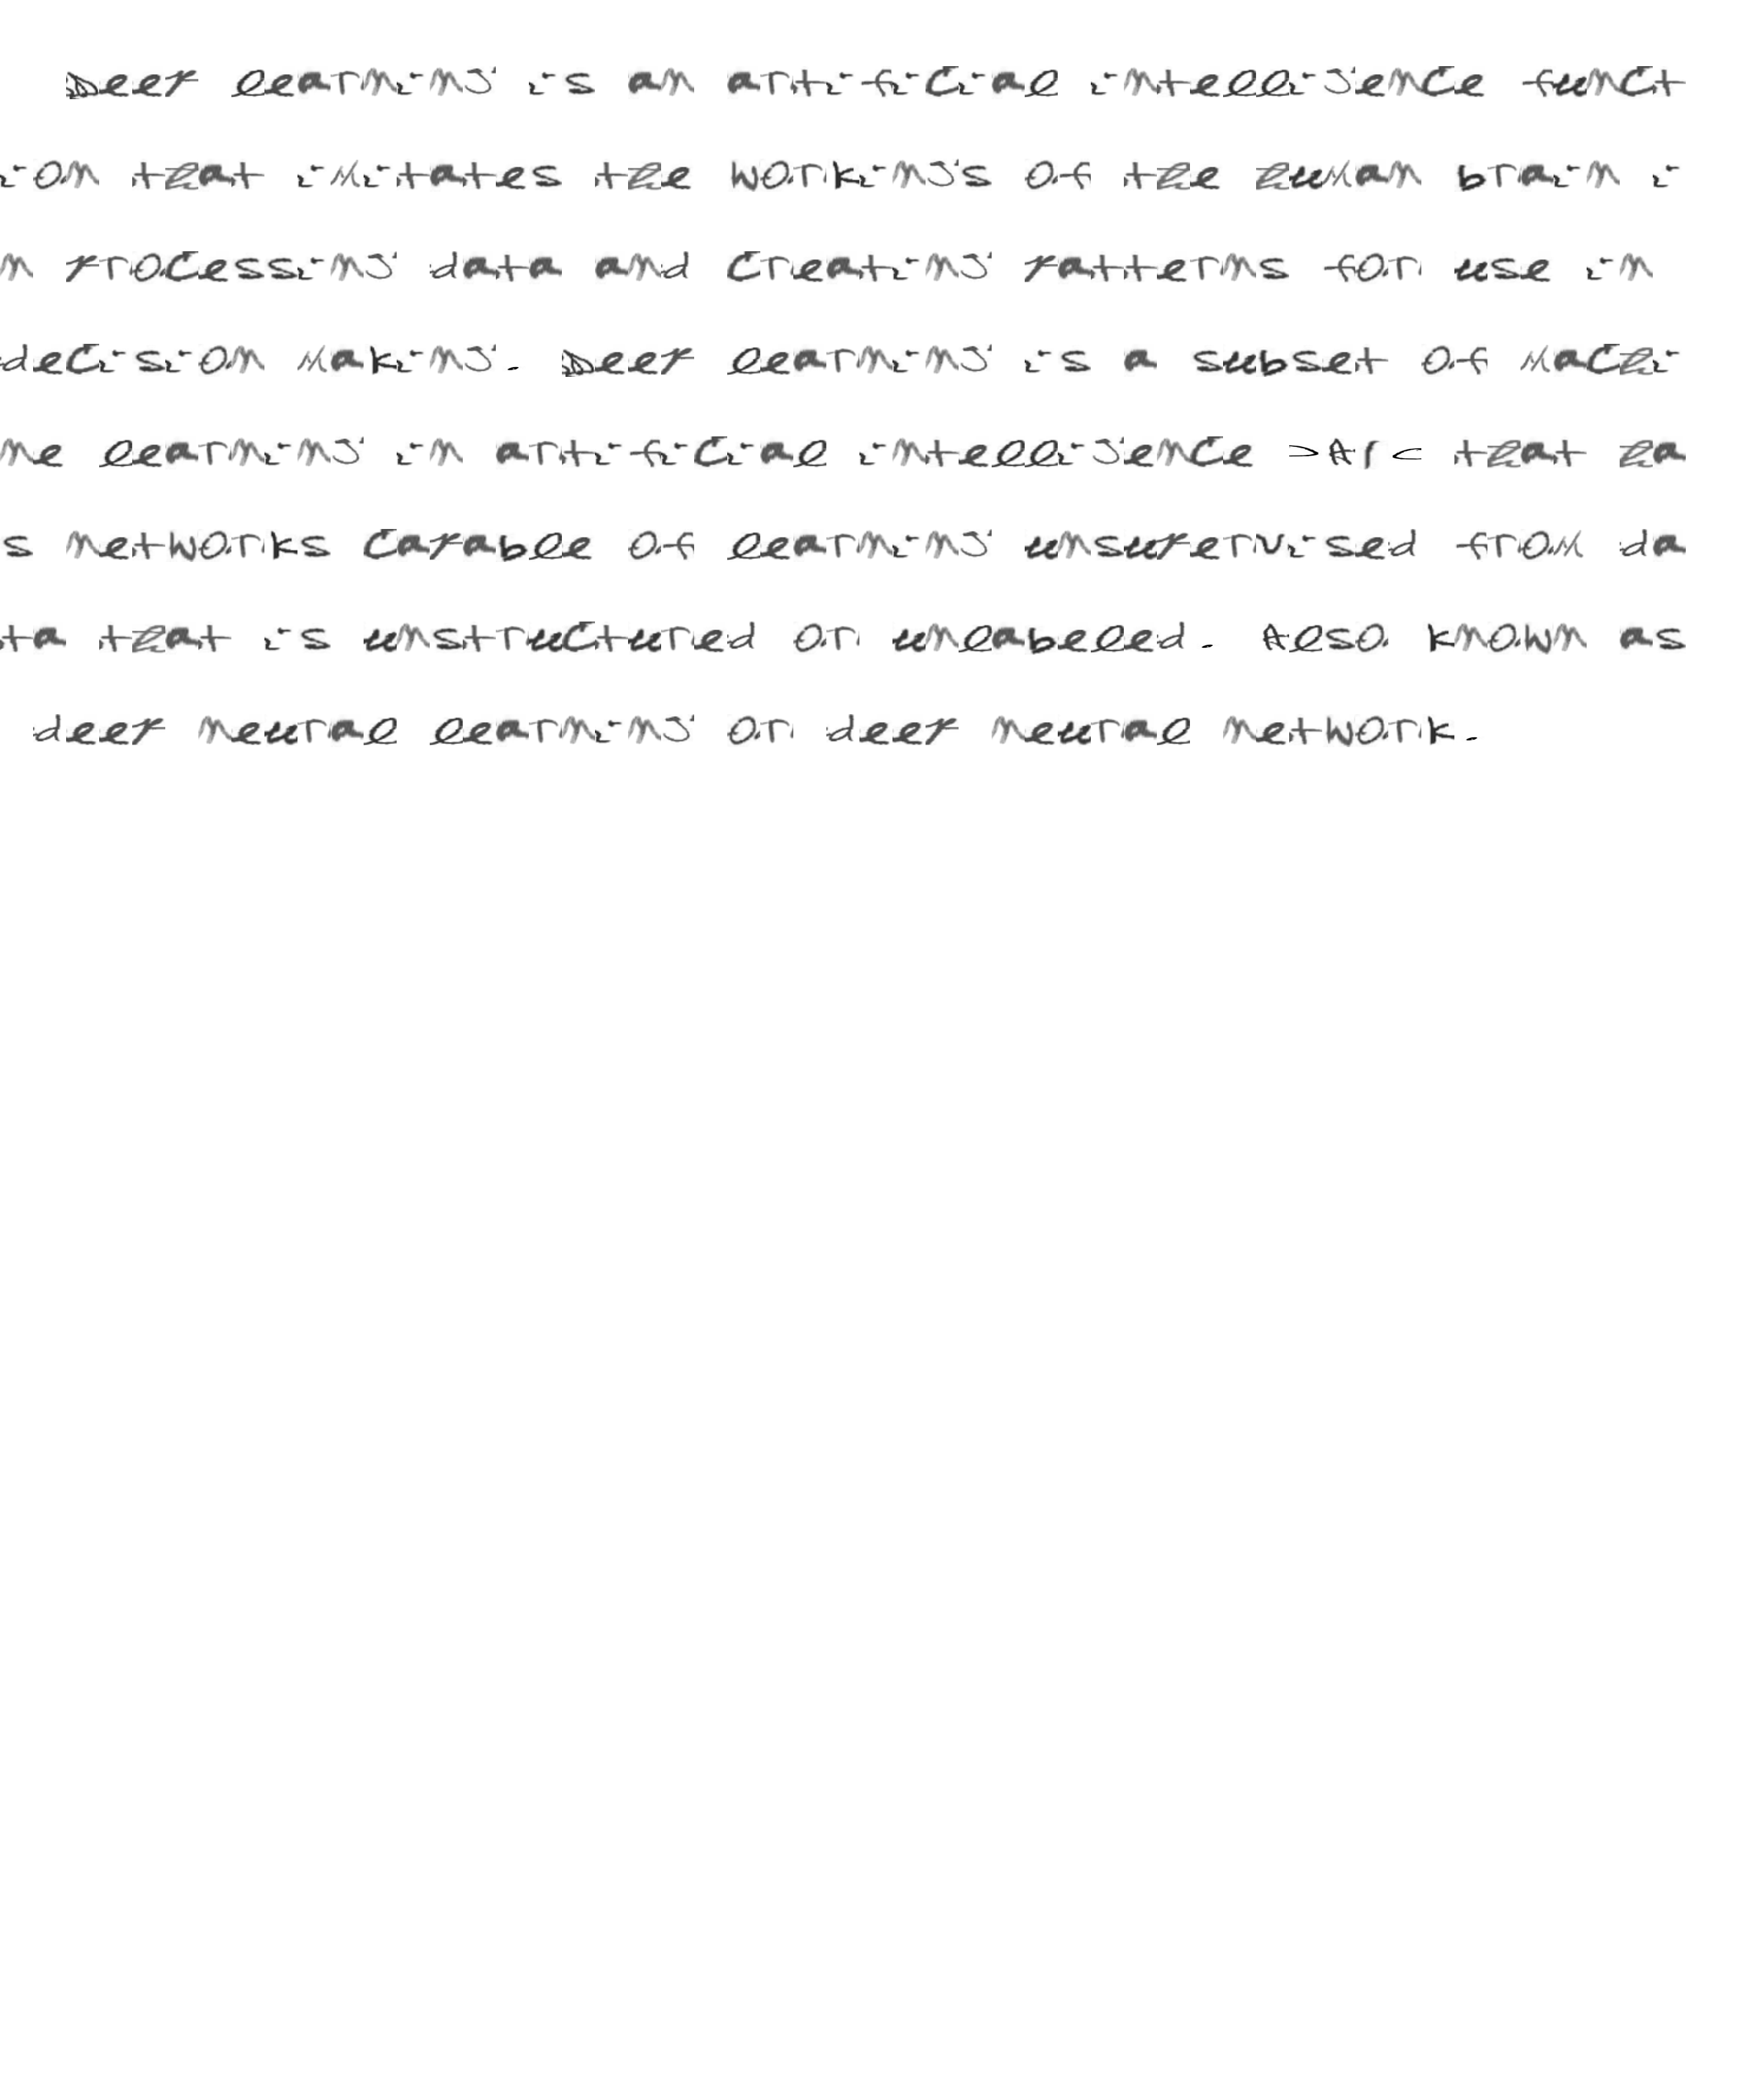 Deep learning is an artificial intelligence funct
ion that imitates the workings of the human brain i
n processing data and creating patterns for use in
decision making. Deep learning is a subset of machi
ne learning in artificial intelligence )AI( that ha
s networks capable of learning unsupervised from da
ta that is unstructured or unlabeled. Also known as
deep neural learning or deep neural network.